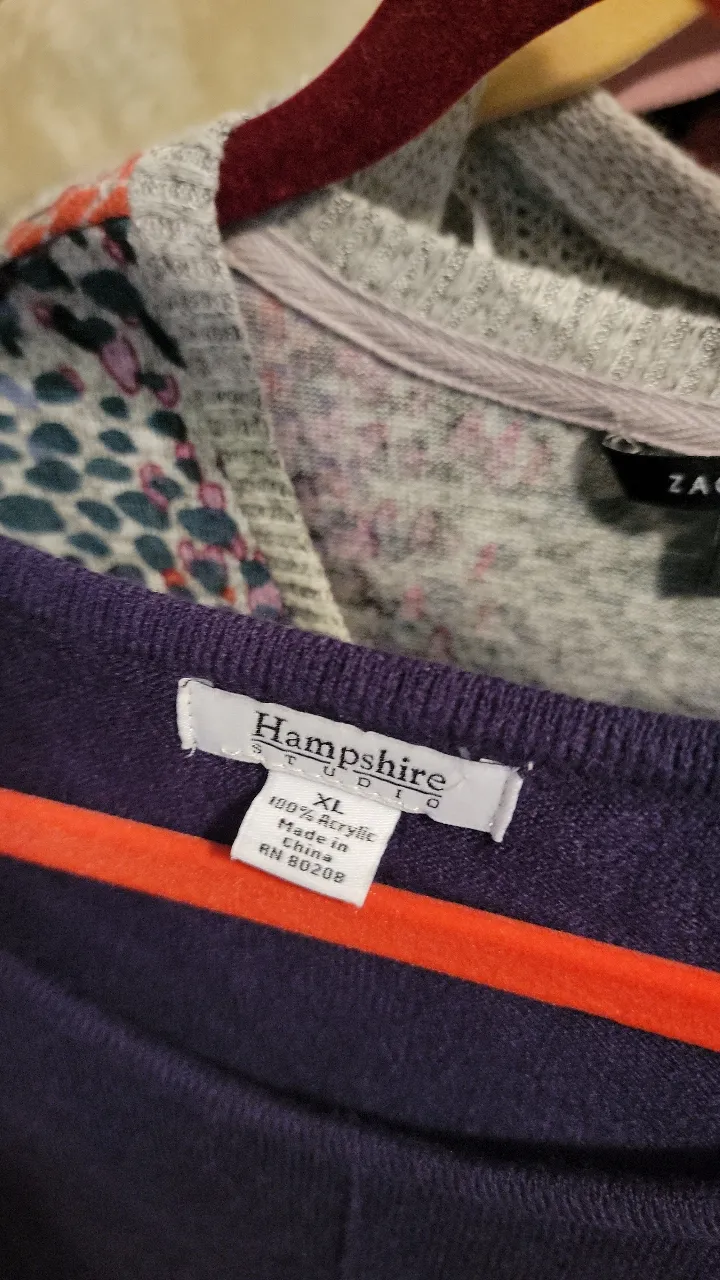 ZAC
Hampshire
STUDIO
XL
100% Acrylic
Made in
China
RN 80208